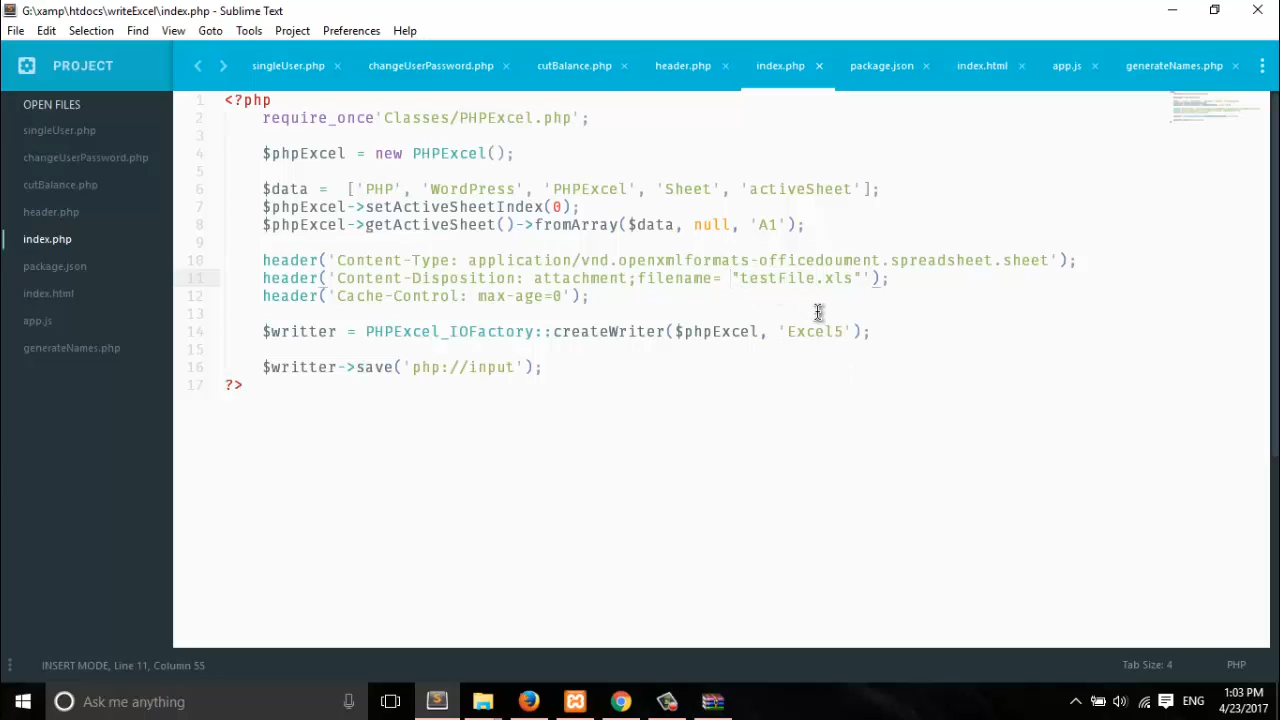 G:\xamp\htdocs\writeExcel\index.php - Sublime Text
File Edit Selection Find View Goto Tools Project Preferences Help
PROJECT
singleUser.php × changeUserPassword.php × cutBalance.php × header.php × index.php × package.json × index.html × app.js × generateNames.php ×
OPEN FILES
singleUser.php
changeUserPassword.php
cutBalance.php
header.php
index.php
package.json
index.html
app.js
generateNames.php
1 <?php
2 require_once'Classes/PHPExcel.php';
3
4 $phpExcel = new PHPExcel();
5
6 $data = ['PHP', 'WordPress', 'PHPExcel', 'Sheet', 'activeSheet'];
7 $phpExcel->setActiveSheetIndex(0);
8 $phpExcel->getActiveSheet()->fromArray($data, null, 'A1');
9
10 header('Content-Type: application/vnd.openxmlformats-officedoument.spreadsheet.sheet');
11 header('Content-Disposition: attachment;filename= "testFile.xls"');
12 header('Cache-Control: max-age=0');
13
14 $writter = PHPExcel_IOFactory::createWriter($phpExcel, 'Excel5');
15
16 $writter->save('php://input');
17 ?>
INSERT MODE, Line 11, Column 55
Tab Size: 4 PHP
Ask me anything
ENG
1:03 PM
4/23/2017